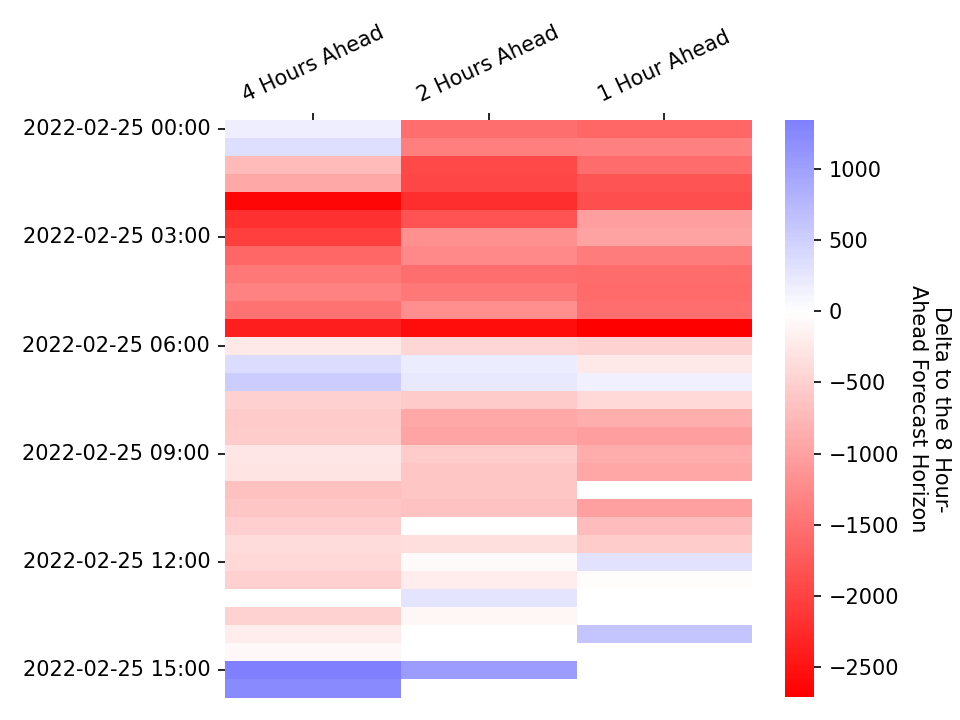 4 Hours Ahead
2 Hours Ahead
1 Hour Ahead
2022-02-25 00:00
2022-02-25 03:00
2022-02-25 06:00
2022-02-25 09:00
2022-02-25 12:00
2022-02-25 15:00
1000
500
0
−500
−1000
−1500
−2000
−2500
Delta to the 8 Hour-
Ahead Forecast Horizon